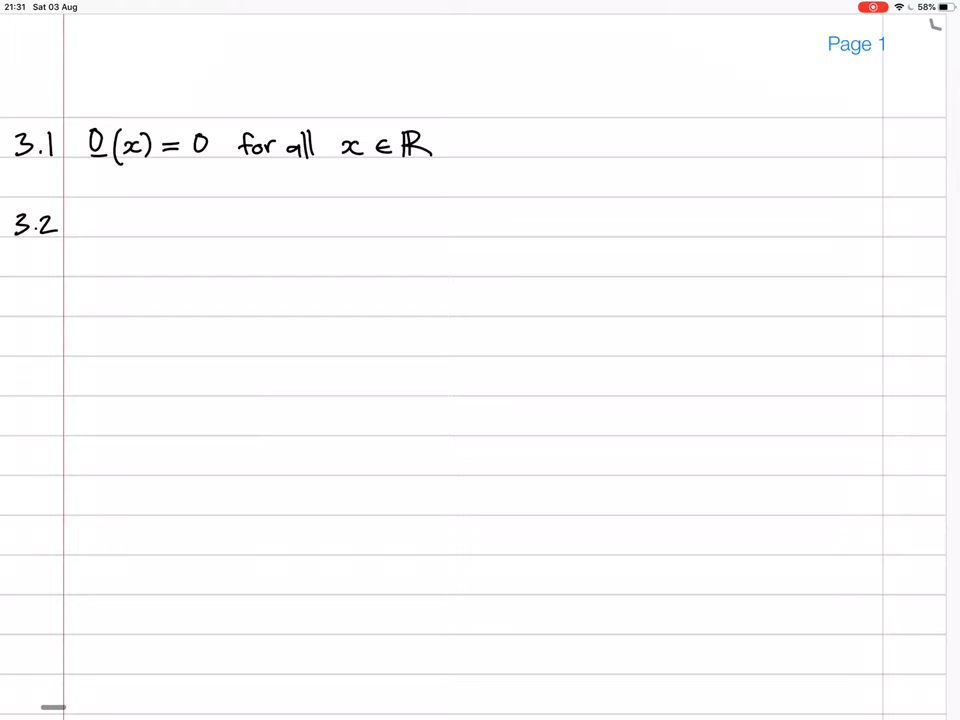 21:31 Sat 03 Aug 58%
Page 1
3.1 0̲(x) = 0 for all x ∈ ℝ
3.2